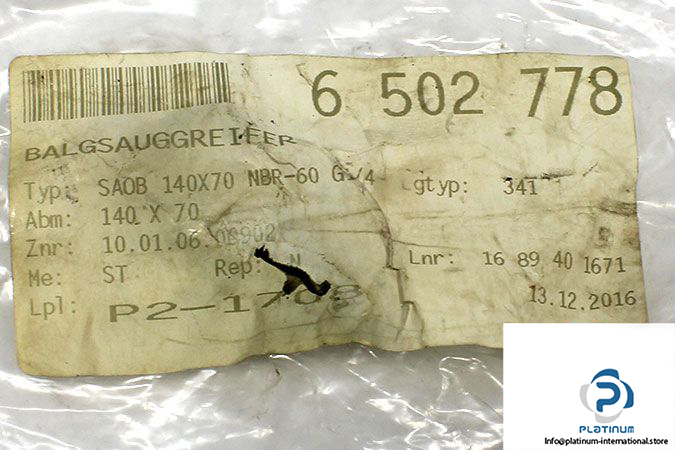 6 502 778
BALGSAUGGREIFER
Typ: SAOB 140X70 NBR-60 G3/4 Lgtyp: 341
Abm: 140 X 70
Znr: 10.01.06.
Me: ST Rep: N Lnr: 16 89 40 1671
Lpl: P2-1708 13.12.2016
PLATINUM
Info@platinum-international.store